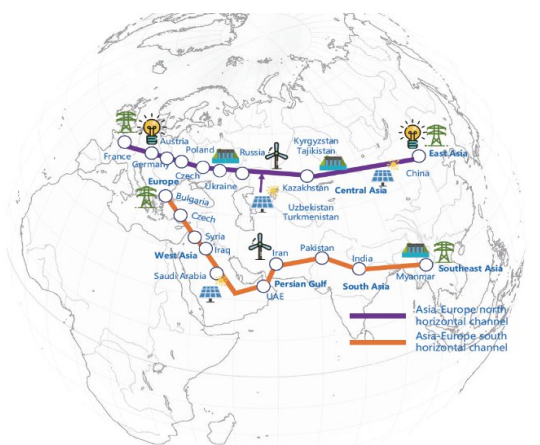 Austria
Poland
Russia
Kyrgyzstan
Tajikistan
East Asia
France
Germany
Czech
Ukraine
Kazakhstan
Central Asia
China
Europe
Bulgaria
Czech
Uzbekistan
Turkmenistan
Syria
Iraq
West Asia
Saudi Arabia
Iran
Pakistan
India
Persian Gulf
UAE
South Asia
Myanmar
Southeast Asia
Asia-Europe north
horizontal channel
Asia-Europe south
horizontal channel